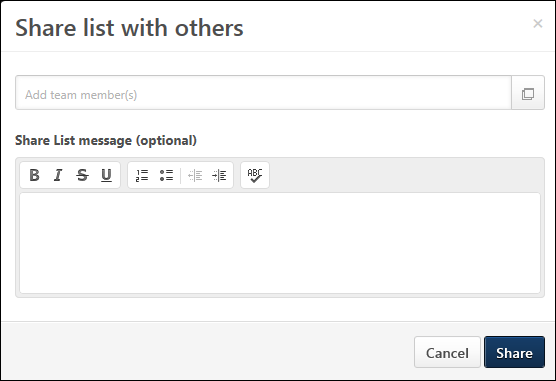 Share list with others
×
Add team member(s)
Share List message (optional)
B I S U ABC
Cancel Share